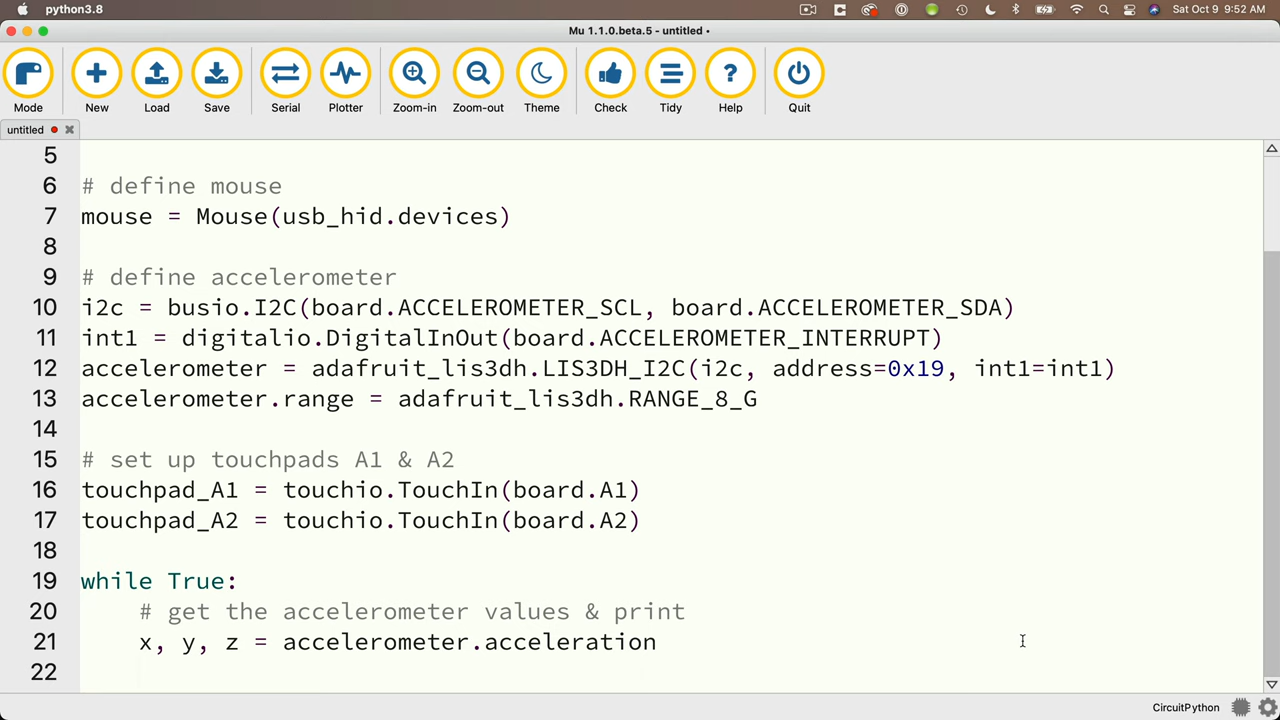 python3.8
Sat Oct 9 9:52 AM
Mu 1.1.0.beta.5 - untitled •
Mode
New
Load
Save
Serial
Plotter
Zoom-in
Zoom-out
Theme
Check
Tidy
Help
Quit
untitled
5
6 # define mouse
7 mouse = Mouse(usb_hid.devices)
8
9 # define accelerometer
10 i2c = busio.I2C(board.ACCELEROMETER_SCL, board.ACCELEROMETER_SDA)
11 int1 = digitalio.DigitalInOut(board.ACCELEROMETER_INTERRUPT)
12 accelerometer = adafruit_lis3dh.LIS3DH_I2C(i2c, address=0x19, int1=int1)
13 accelerometer.range = adafruit_lis3dh.RANGE_8_G
14
15 # set up touchpads A1 & A2
16 touchpad_A1 = touchio.TouchIn(board.A1)
17 touchpad_A2 = touchio.TouchIn(board.A2)
18
19 while True:
20     # get the accelerometer values & print
21     x, y, z = accelerometer.acceleration
22
CircuitPython